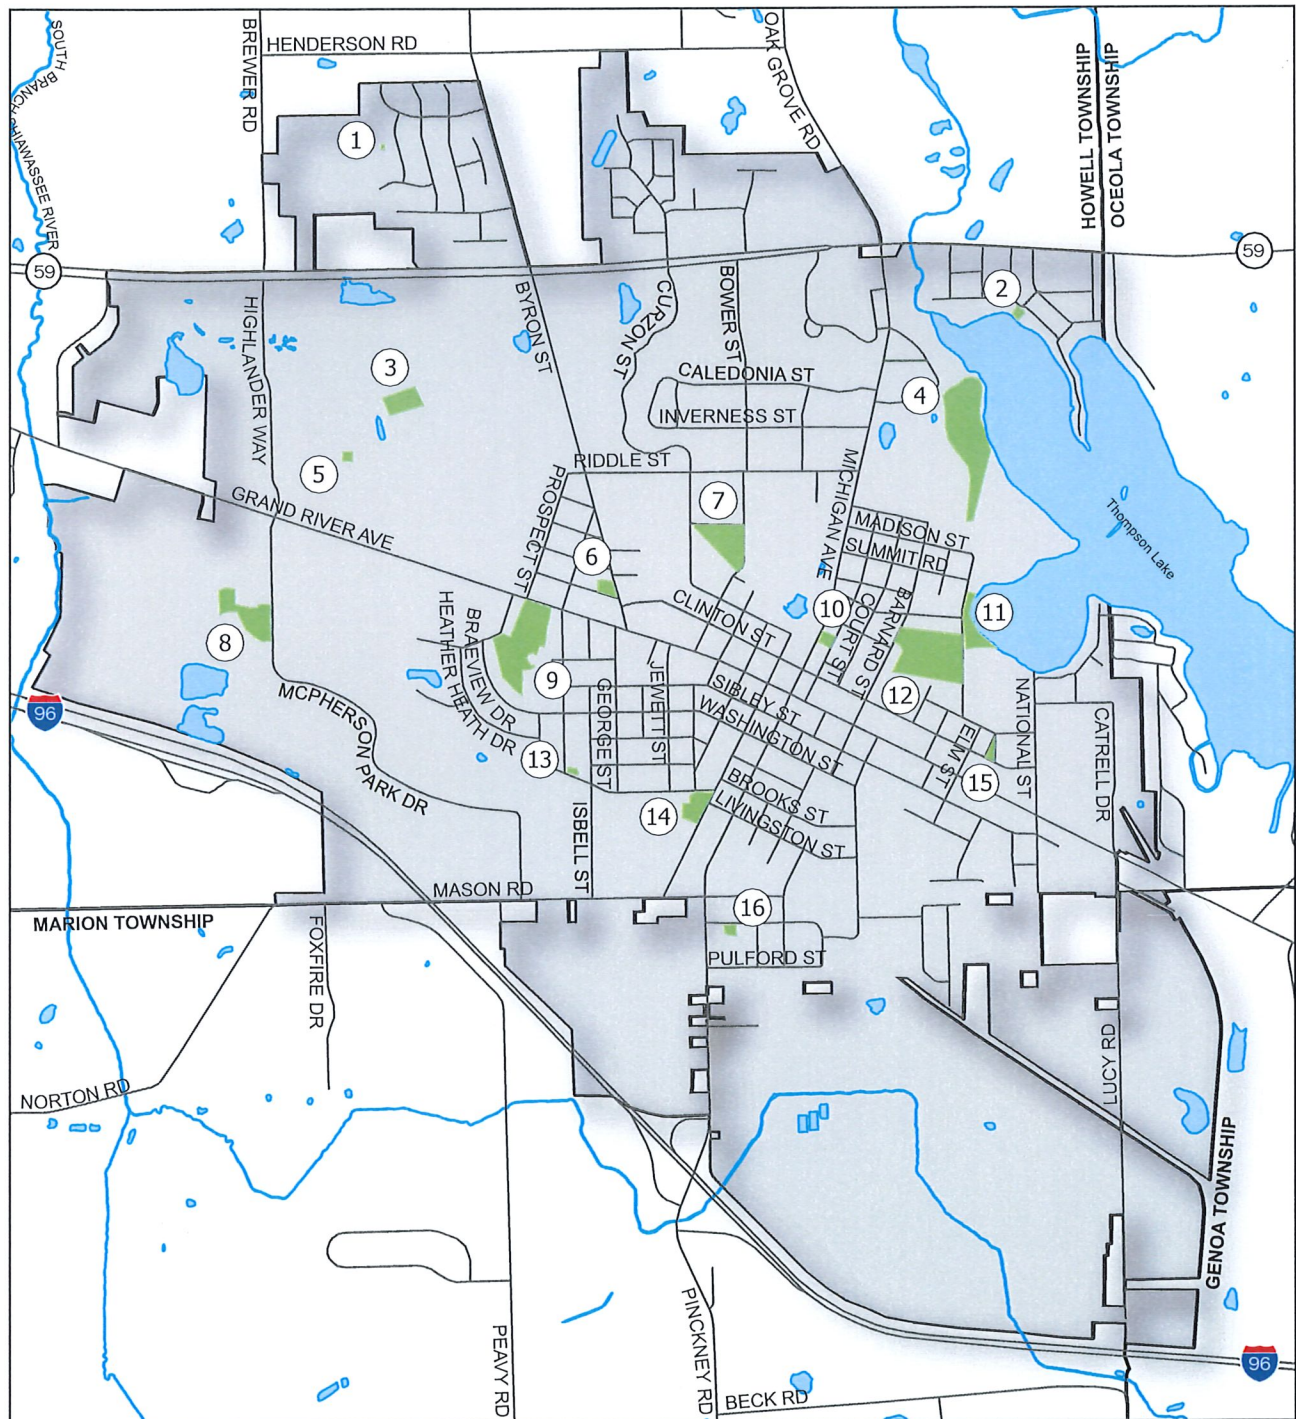 HENDERSON RD
BREWER RD
OAK GROVE RD
HOWELL TOWNSHIP
OCEOLA TOWNSHIP
SOUTH BRANCH SHIAWASSEE RIVER
1
59
59
2
HIGHLANDER WAY
BYRON ST
CURZON ST
BOWER ST
3
CALEDONIA ST
4
INVERNESS ST
5
RIDDLE ST
PROSPECT ST
MICHIGAN AVE
GRAND RIVER AVE
7
MADISON ST
SUMMIT RD
Thompson Lake
6
CLINTON ST
10
COURT ST
BARNARD ST
11
8
BRAEVIEW DR
HEATHER HEATH DR
9
JEWETT ST
GEORGE ST
SIBLEY ST
WASHINGTON ST
12
NATIONAL ST
CATRELL DR
96
MCPHERSON PARK DR
13
ELM ST
15
BROOKS ST
LIVINGSTON ST
14
ISBELL ST
MASON RD
MARION TOWNSHIP
16
PULFORD ST
FOXFIRE DR
LUCY RD
NORTON RD
GENOA TOWNSHIP
PEAVY RD
PINCKNEY RD
BECK RD
96